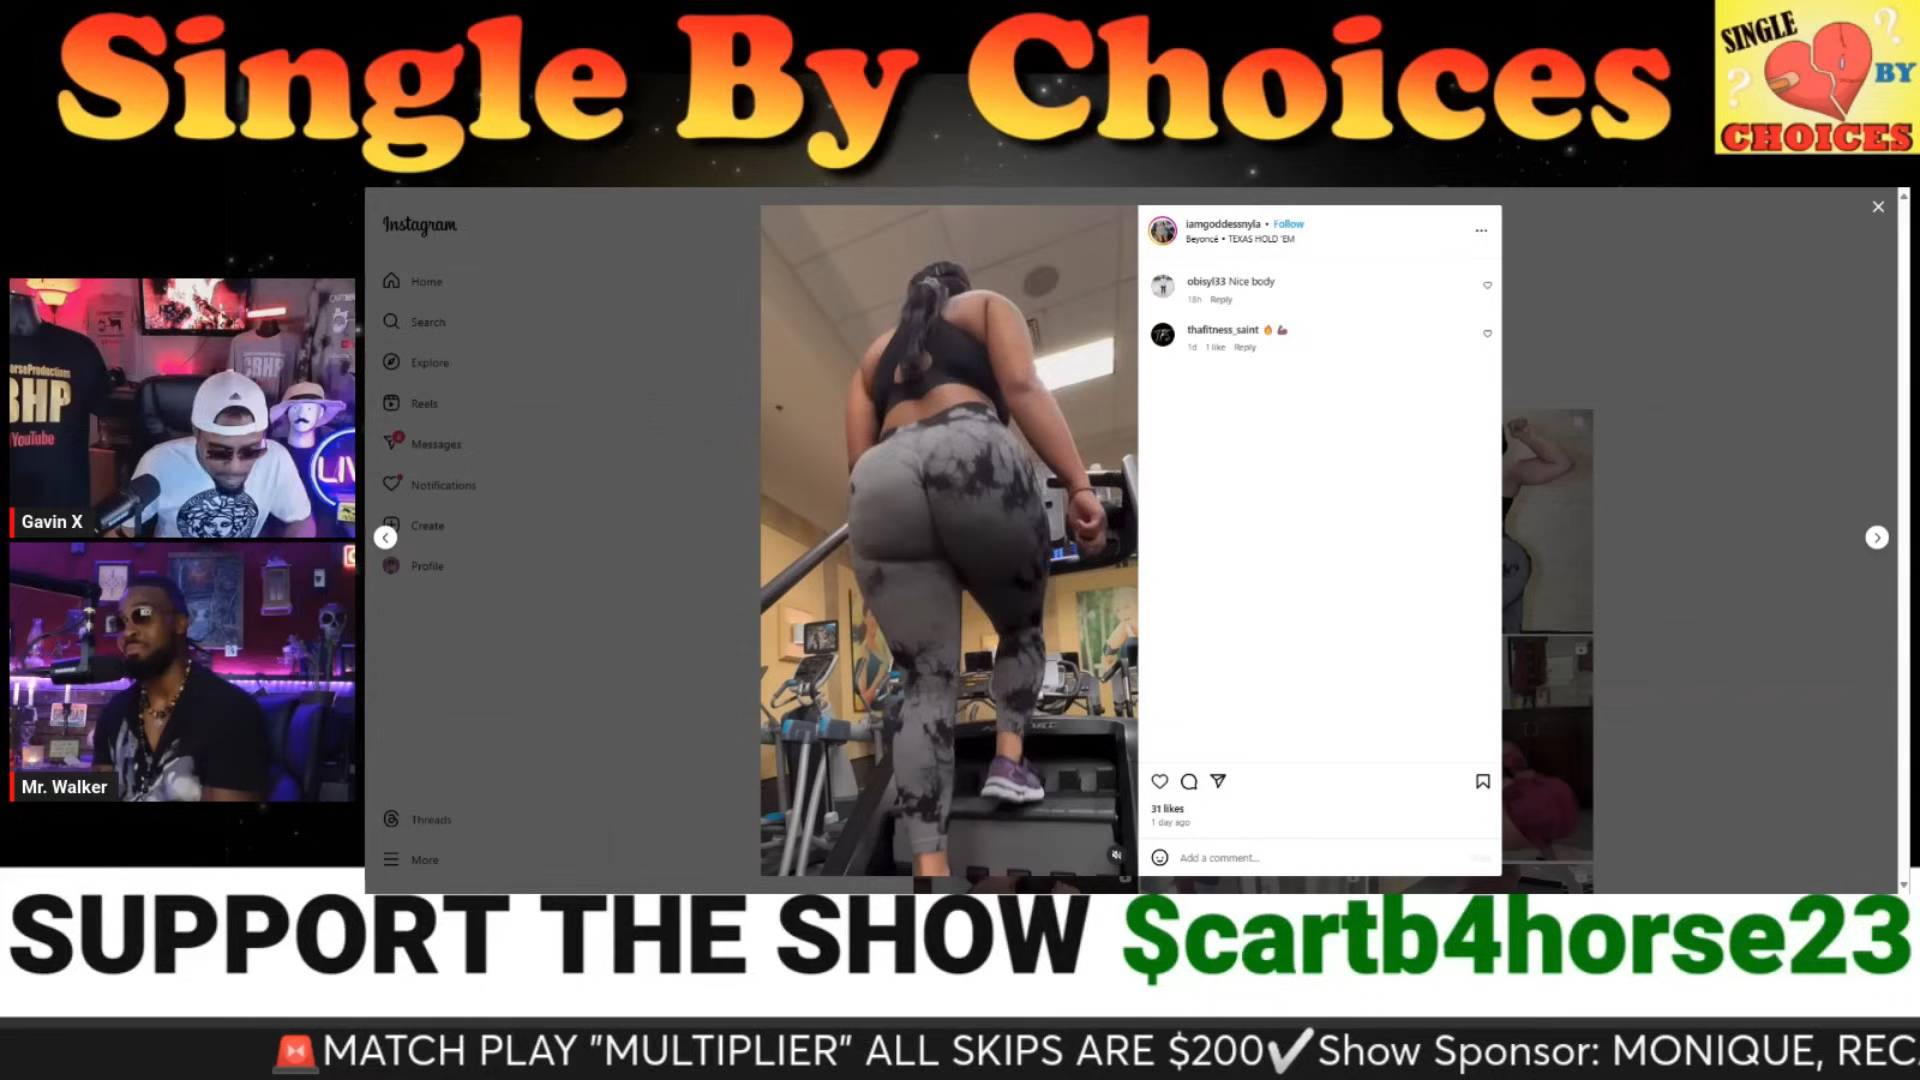 Single By Choices
SINGLE
BY
CHOICES
Instagram
Home
Search
Explore
Reels
Messages
Notifications
Create
Profile
Threads
More
iamgoddessnyla • Follow
Beyoncé • TEXAS HOLD 'EM
obisyl33 Nice body
18h Reply
thafitness_saint 🔥 💪🏿
1d 1 like Reply
31 likes
1 day ago
Add a comment...
BHP
YouTube
CBHP
LIV
Gavin X
Mr. Walker
SUPPORT THE SHOW $cartb4horse23
🚨MATCH PLAY "MULTIPLIER" ALL SKIPS ARE $200✔Show Sponsor: MONIQUE, REC